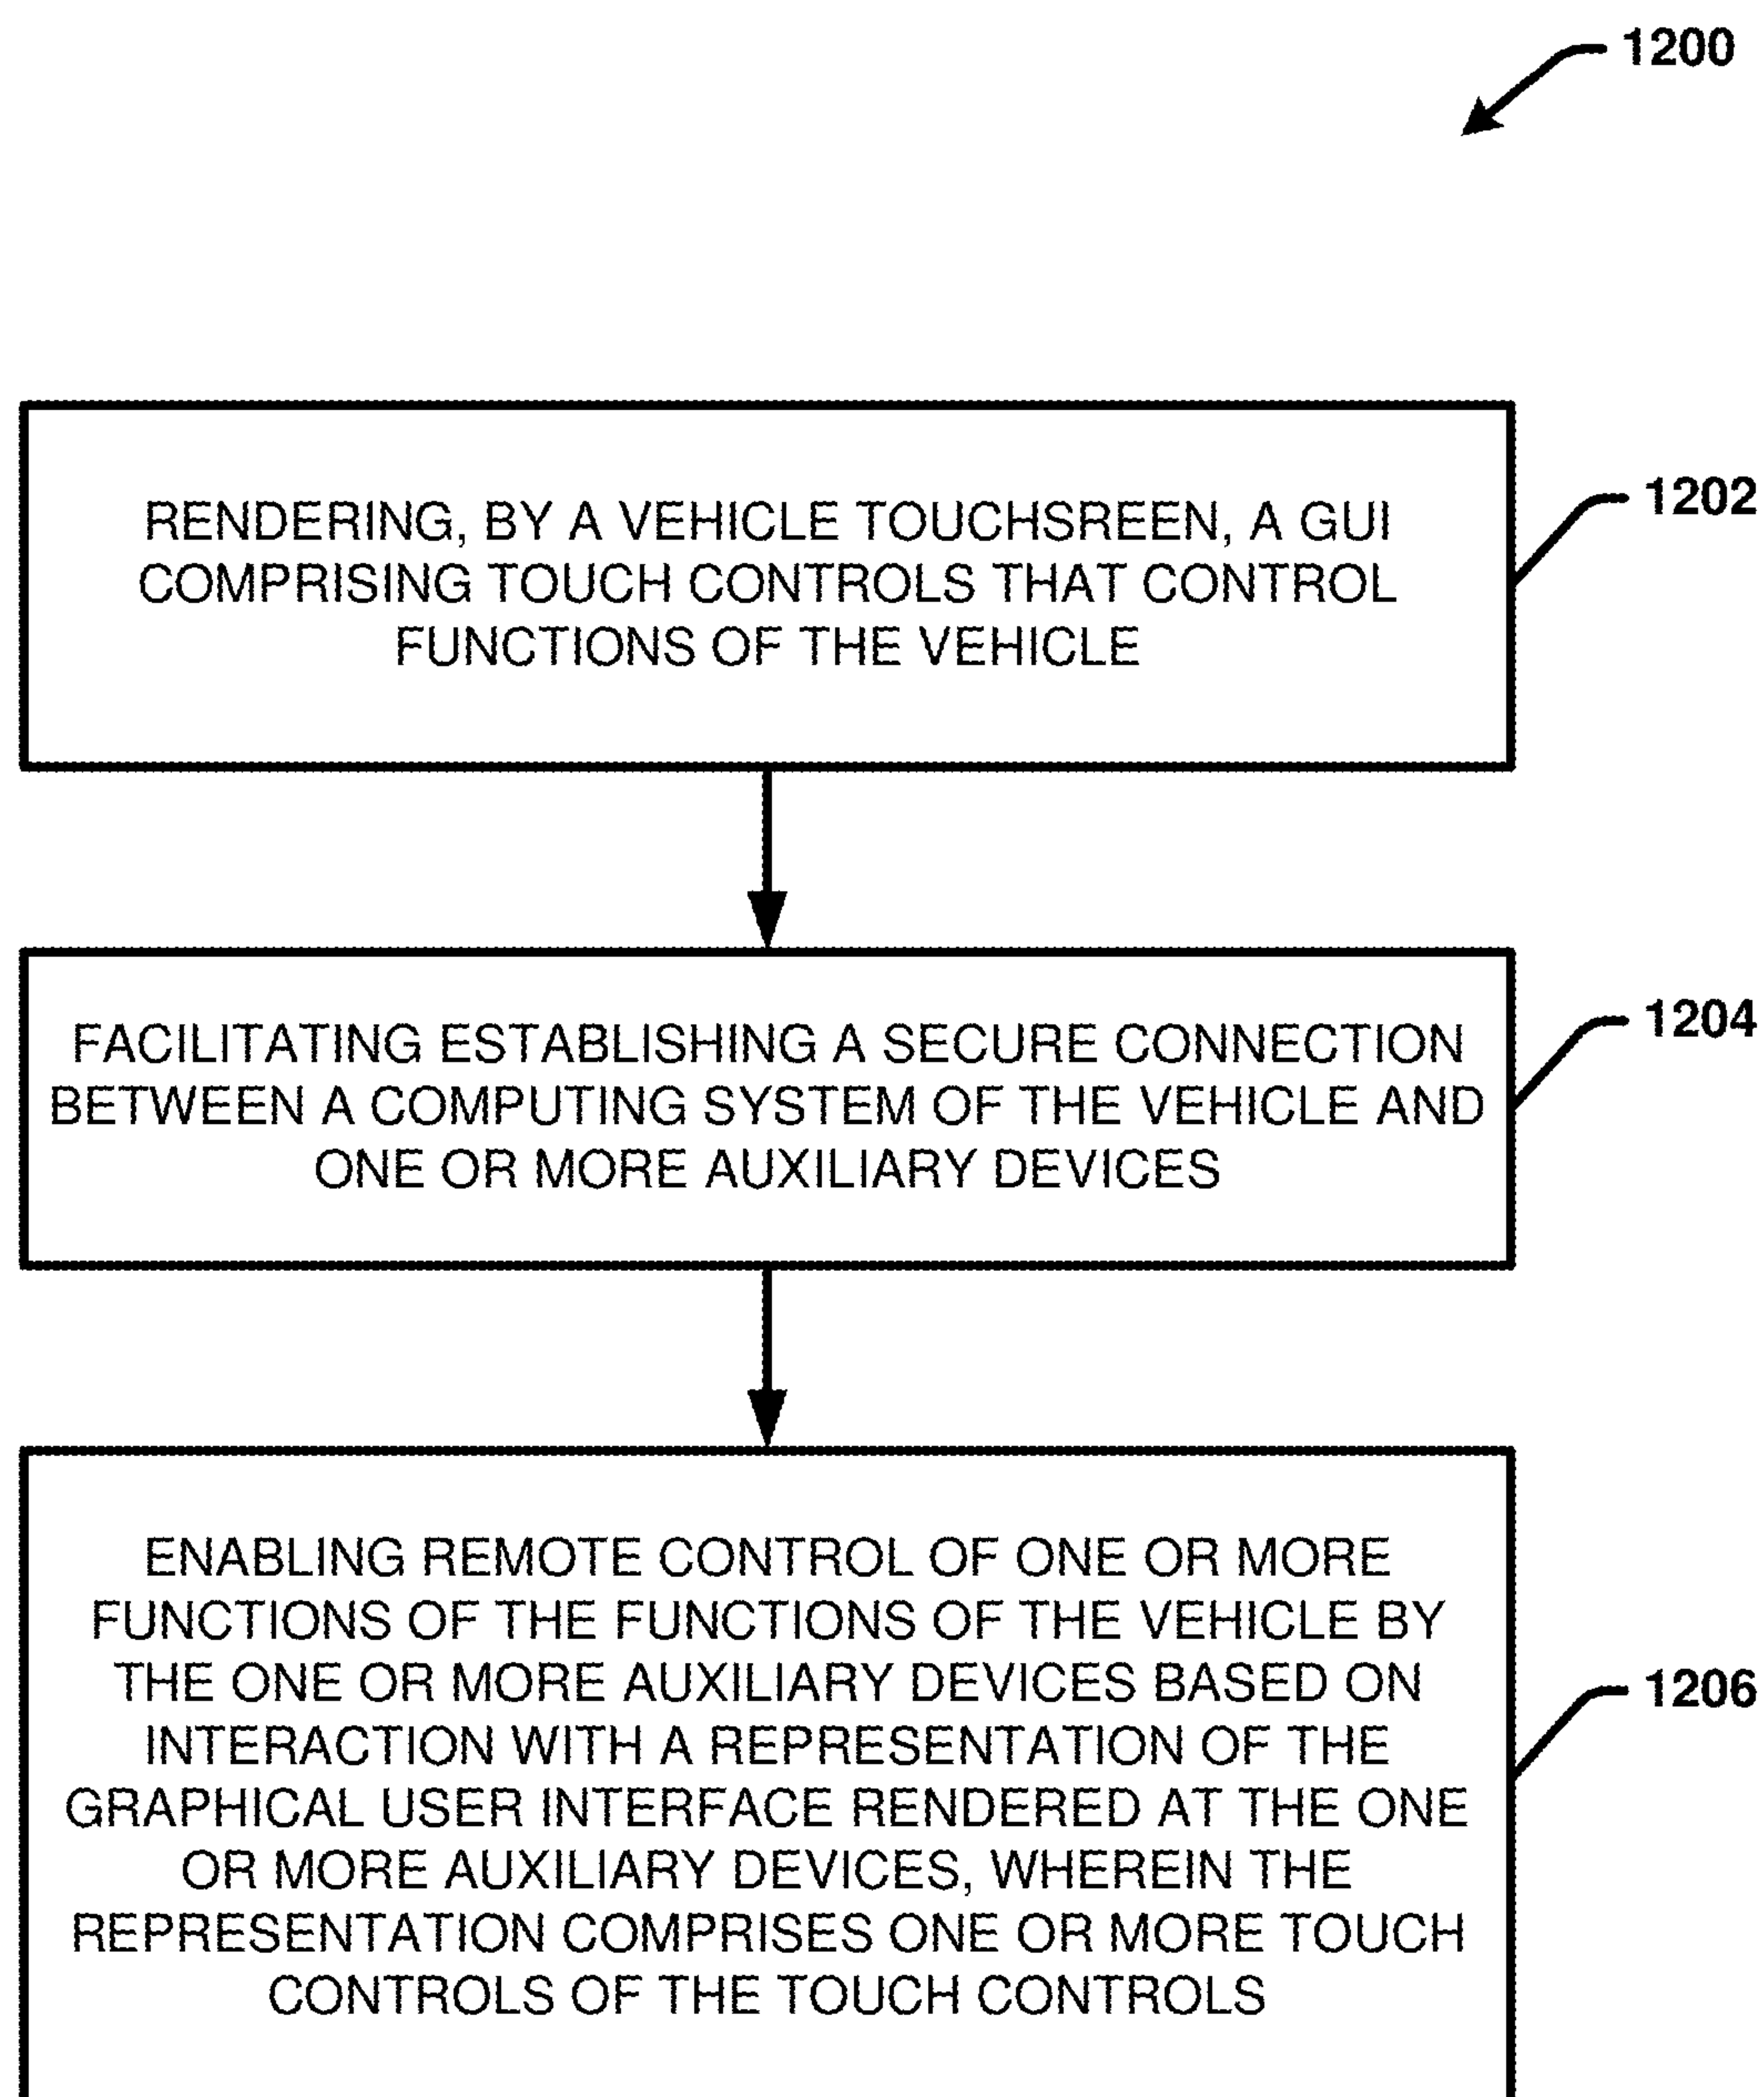 1200
RENDERING, BY A VEHICLE TOUCHSREEN, A GUI
COMPRISING TOUCH CONTROLS THAT CONTROL
FUNCTIONS OF THE VEHICLE
1202
FACILITATING ESTABLISHING A SECURE CONNECTION
BETWEEN A COMPUTING SYSTEM OF THE VEHICLE AND
ONE OR MORE AUXILIARY DEVICES
1204
ENABLING REMOTE CONTROL OF ONE OR MORE
FUNCTIONS OF THE FUNCTIONS OF THE VEHICLE BY
THE ONE OR MORE AUXILIARY DEVICES BASED ON
INTERACTION WITH A REPRESENTATION OF THE
GRAPHICAL USER INTERFACE RENDERED AT THE ONE
OR MORE AUXILIARY DEVICES, WHEREIN THE
REPRESENTATION COMPRISES ONE OR MORE TOUCH
CONTROLS OF THE TOUCH CONTROLS
1206